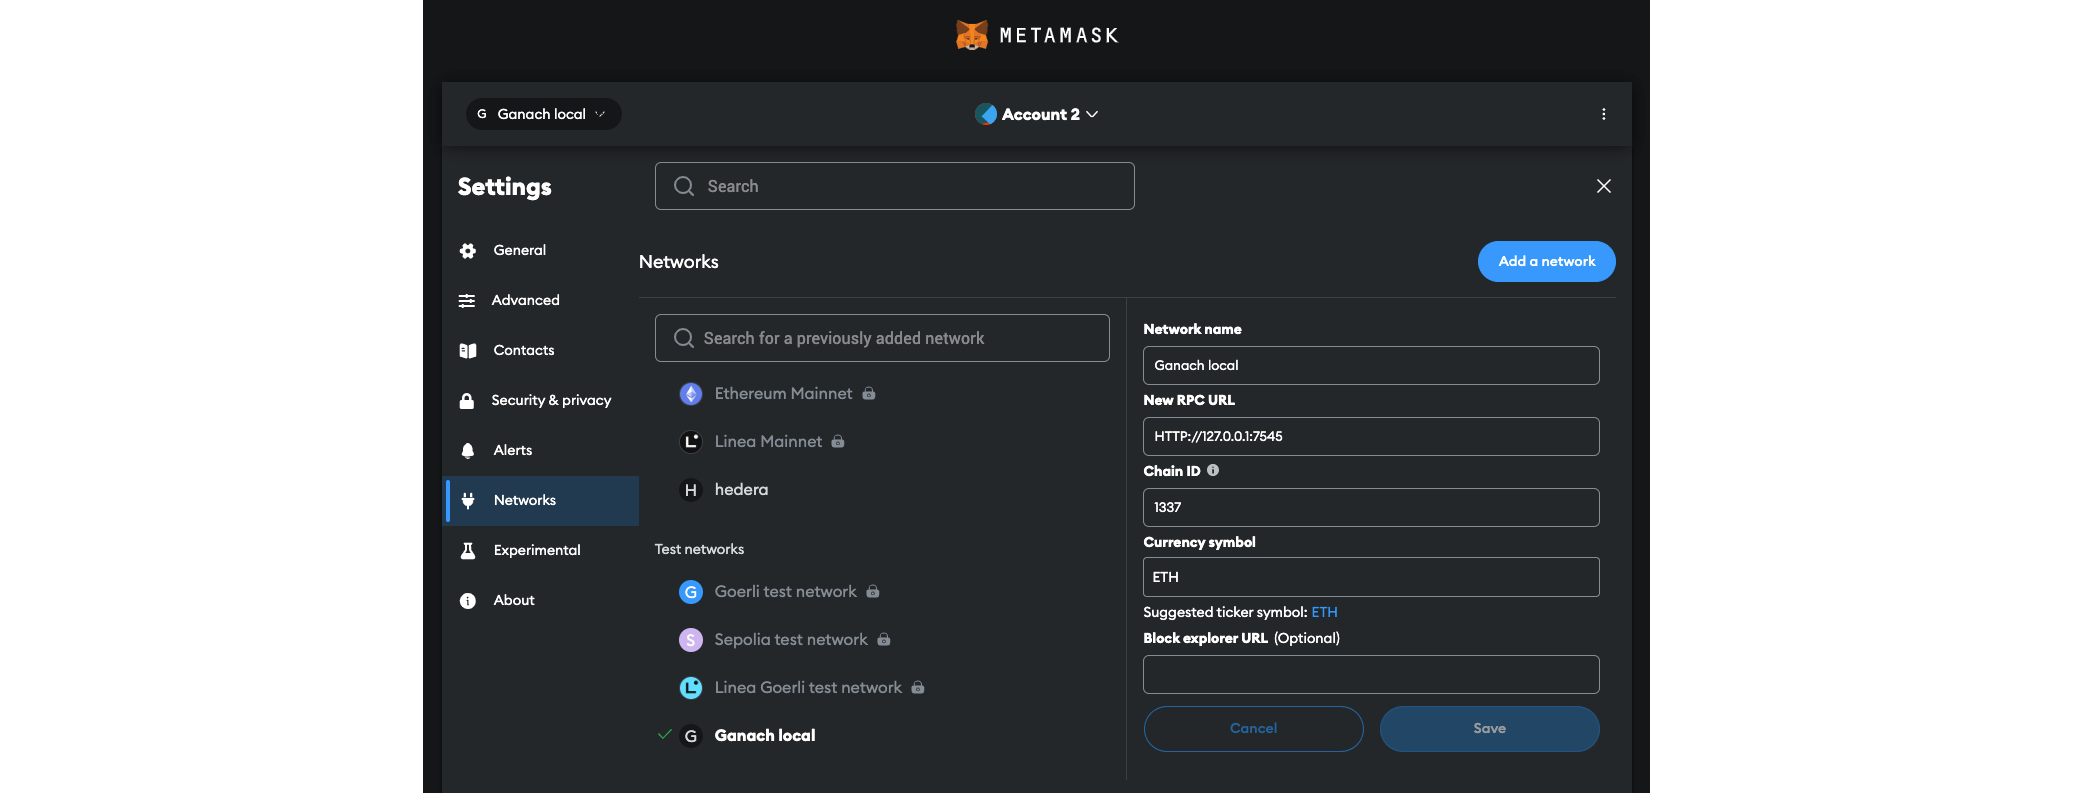 METAMASK
G Ganach local
Account 2
Settings
Search
General
Advanced
Contacts
Security & privacy
Alerts
Networks
Experimental
About
Networks
Add a network
Search for a previously added network
Ethereum Mainnet
L Linea Mainnet
H hedera
Test networks
G Goerli test network
S Sepolia test network
L Linea Goerli test network
G Ganach local
Network name
Ganach local
New RPC URL
HTTP://127.0.0.1:7545
Chain ID
1337
Currency symbol
ETH
Suggested ticker symbol: ETH
Block explorer URL (Optional)
Cancel
Save